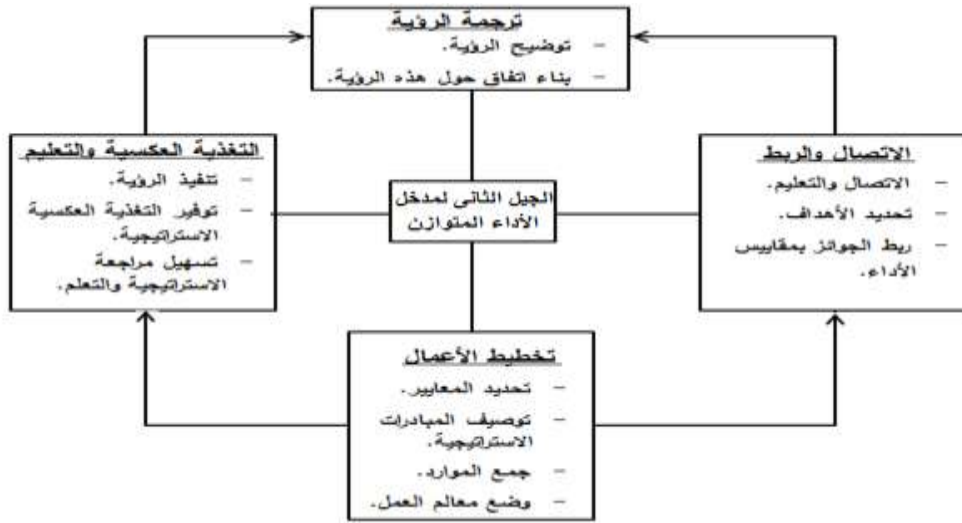 ترجمة الرؤية
- توضيح الرؤية.
- بناء اتفاق حول هذه الرؤية.
الاتصال والربط
- الاتصال والتعليم.
- تحديد الأهداف.
- ربط الجوائز بمقاييس
الأداء.
الجيل الثانى لمدخل
الأداء المتوازن
التغذية العكسية والتعليم
- تنفيذ الرؤية.
- توفير التغذية العكسية
الاستراتيجية.
- تسهيل مراجعة
الاستراتيجية والتعلم.
تخطيط الأعمال
- تحديد المعايير.
- توصيف المبادرات
الاستراتيجية.
- جمع الموارد.
- وضع معالم العمل.